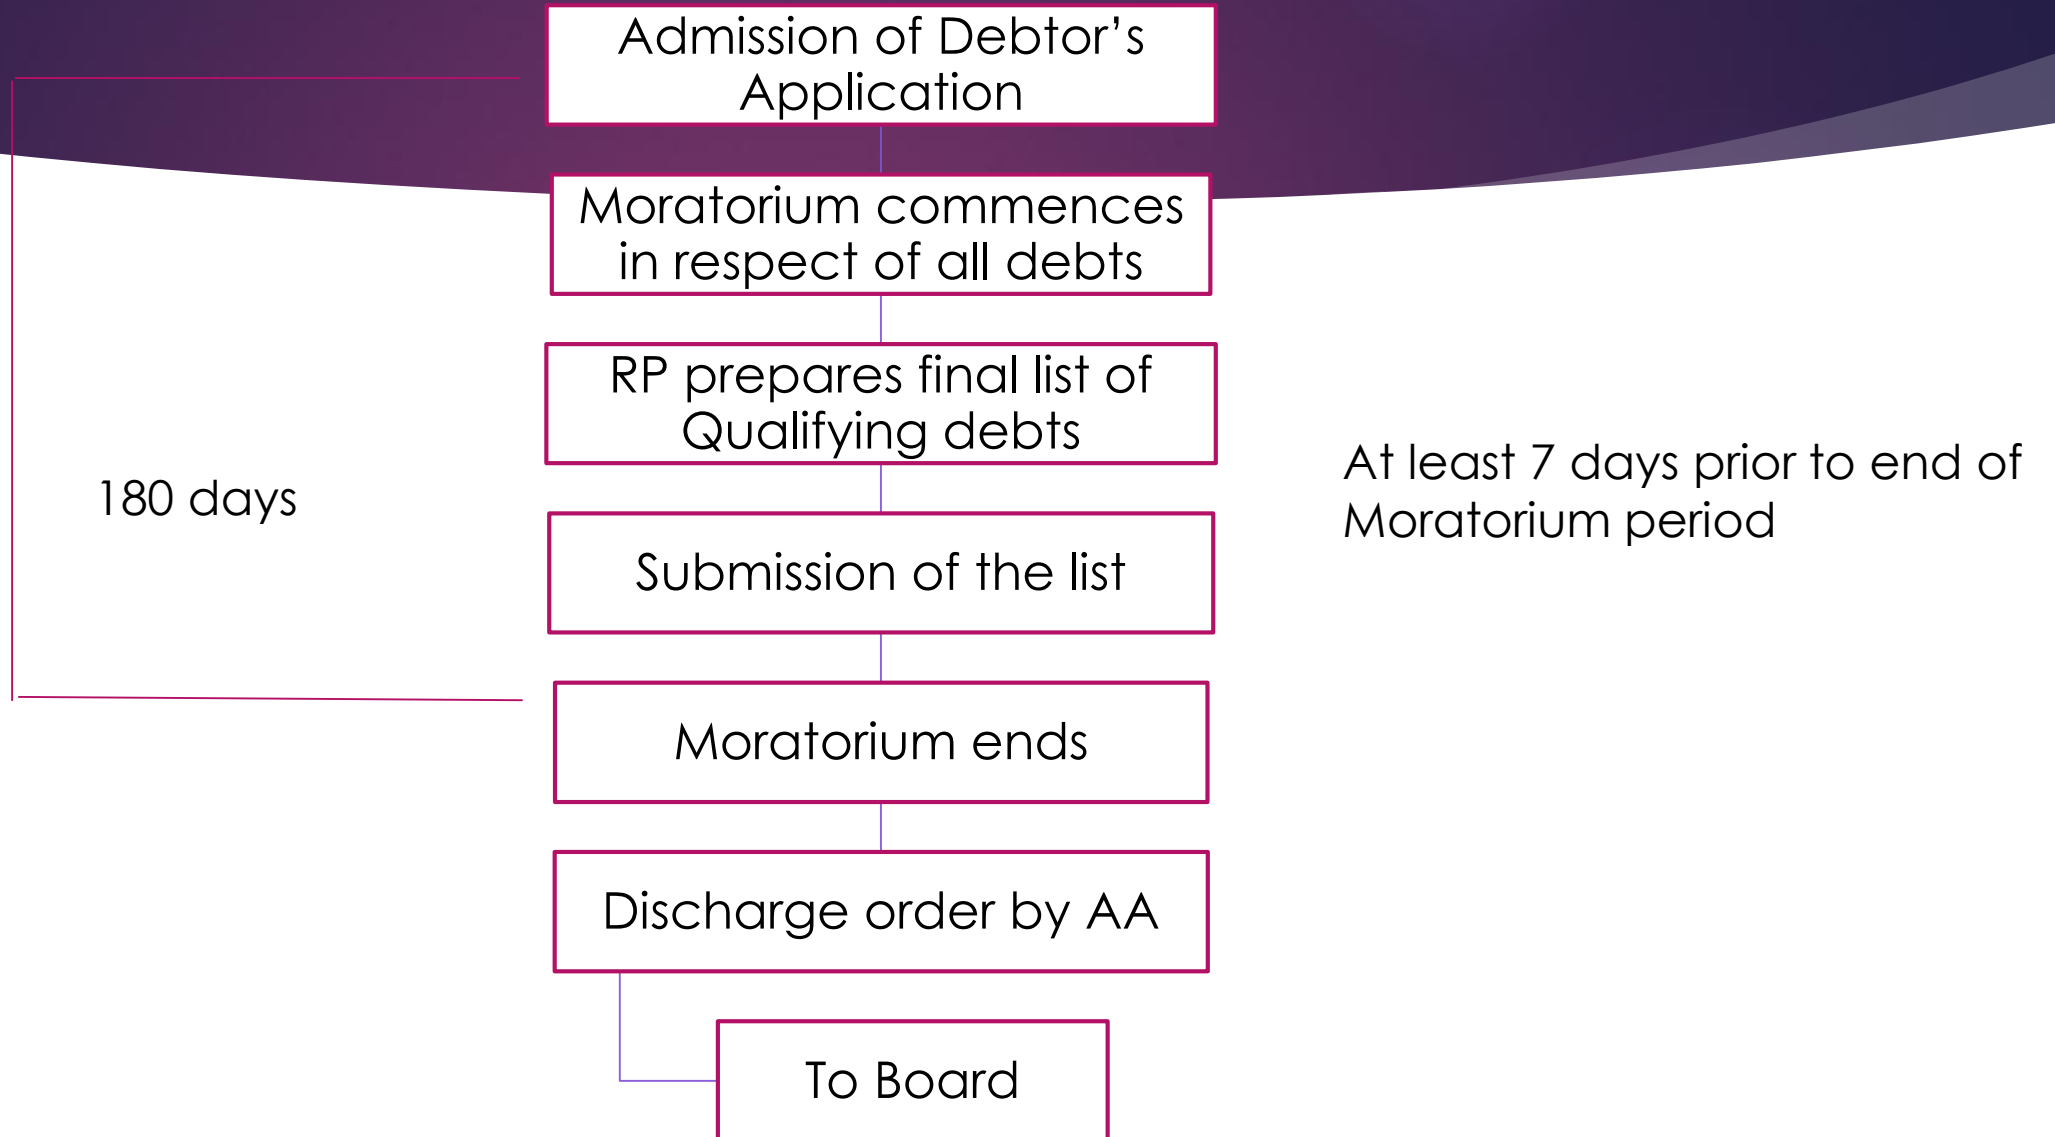 Admission of Debtor’s
Application
Moratorium commences
in respect of all debts
RP prepares final list of
Qualifying debts
180 days
At least 7 days prior to end of
Moratorium period
Submission of the list
Moratorium ends
Discharge order by AA
To Board